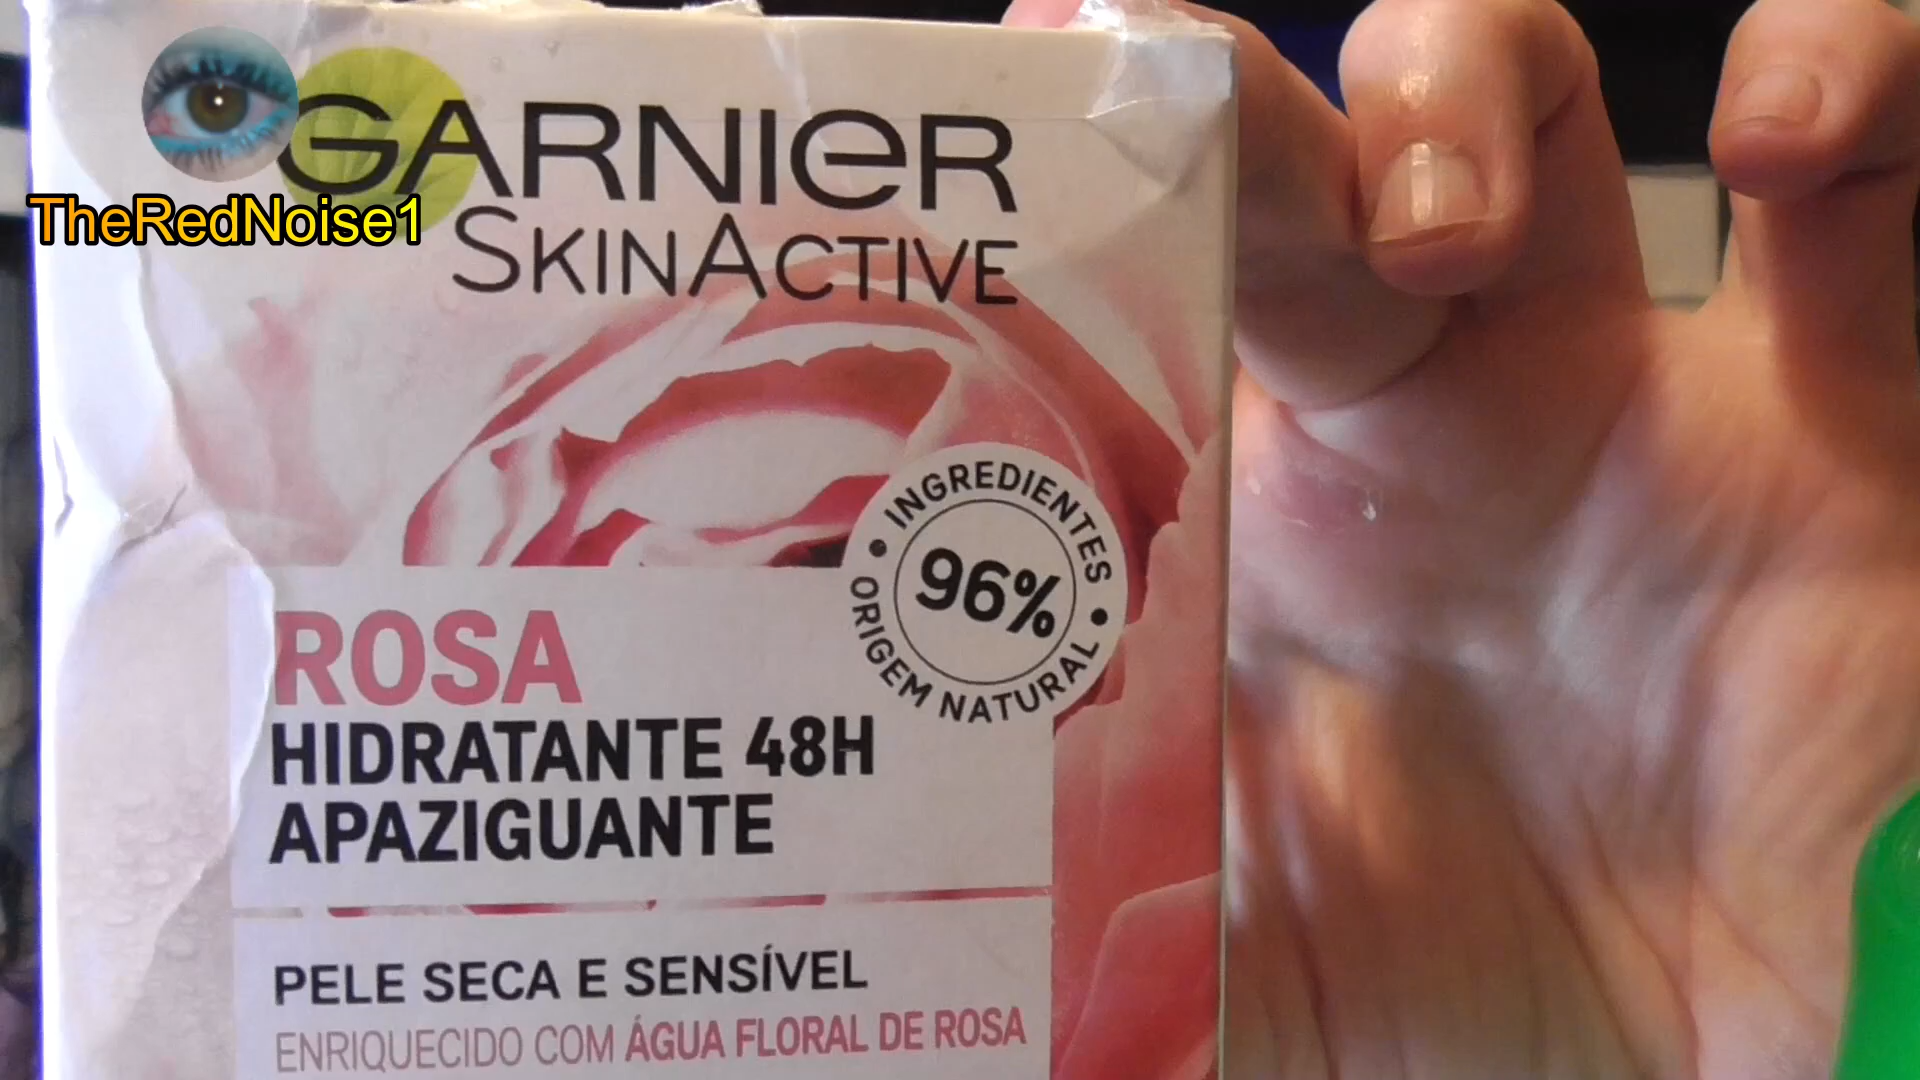 GARNIER
SKINACTIVE
TheRedNoise1
INGREDIENTES
96%
ORIGEM NATURAL
ROSA
HIDRATANTE 48H
APAZIGUANTE
PELE SECA E SENSÍVEL
ENRIQUECIDO COM ÁGUA FLORAL DE ROSA